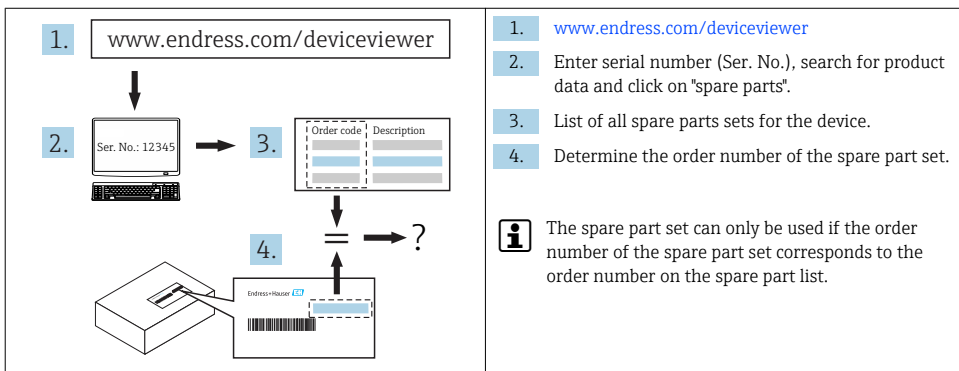 1. www.endress.com/deviceviewer
2. Ser. No.: 12345
3. Order code Description
= ?
4.
Endress+Hauser EH
1. www.endress.com/deviceviewer
2. Enter serial number (Ser. No.), search for product
data and click on "spare parts".
3. List of all spare parts sets for the device.
4. Determine the order number of the spare part set.
i The spare part set can only be used if the order
number of the spare part set corresponds to the
order number on the spare part list.